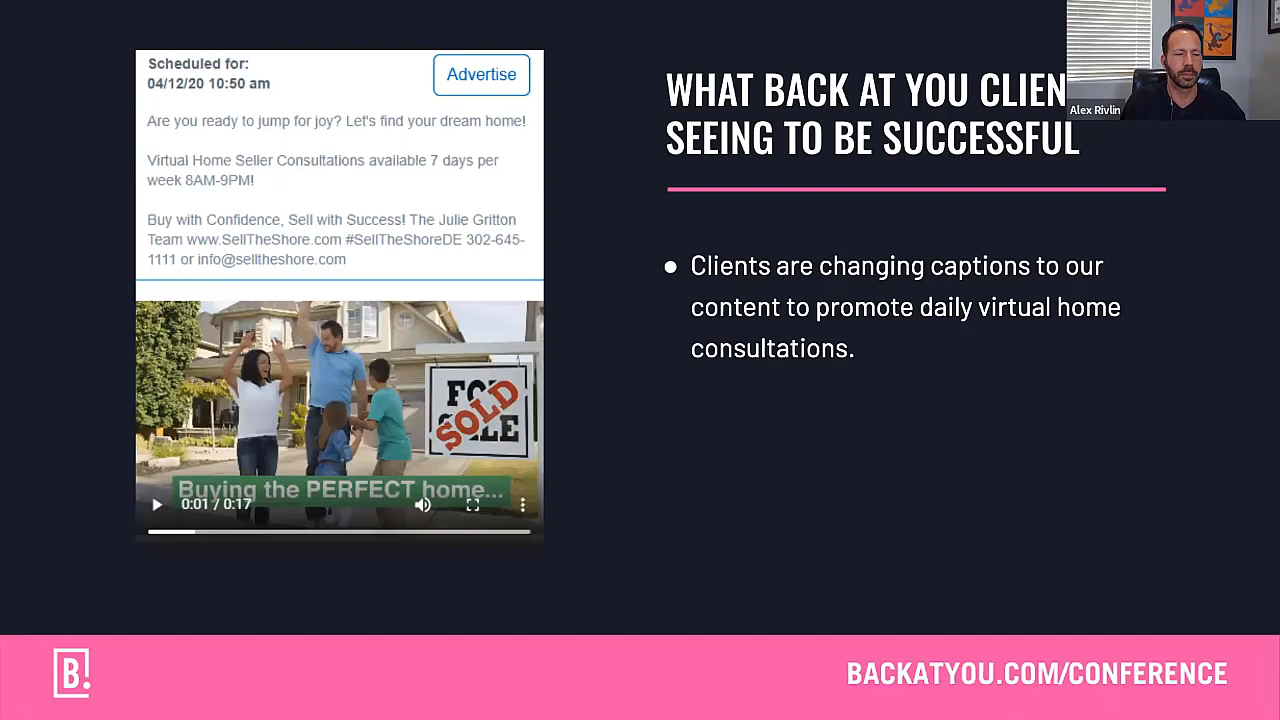 Scheduled for:
04/12/20 10:50 am
Advertise
Are you ready to jump for joy? Let's find your dream home!
Virtual Home Seller Consultations available 7 days per
week 8AM-9PM!
Buy with Confidence, Sell with Success! The Julie Gritton
Team www.SellTheShore.com #SellTheShoreDE 302-645-
1111 or info@selltheshore.com
FOR
SALE
SOLD
Buying the PERFECT home...
0:01 / 0:17
WHAT BACK AT YOU CLIEN
SEEING TO BE SUCCESSFUL
Alex Rivlin
● Clients are changing captions to our
content to promote daily virtual home
consultations.
B!
BACKATYOU.COM/CONFERENCE